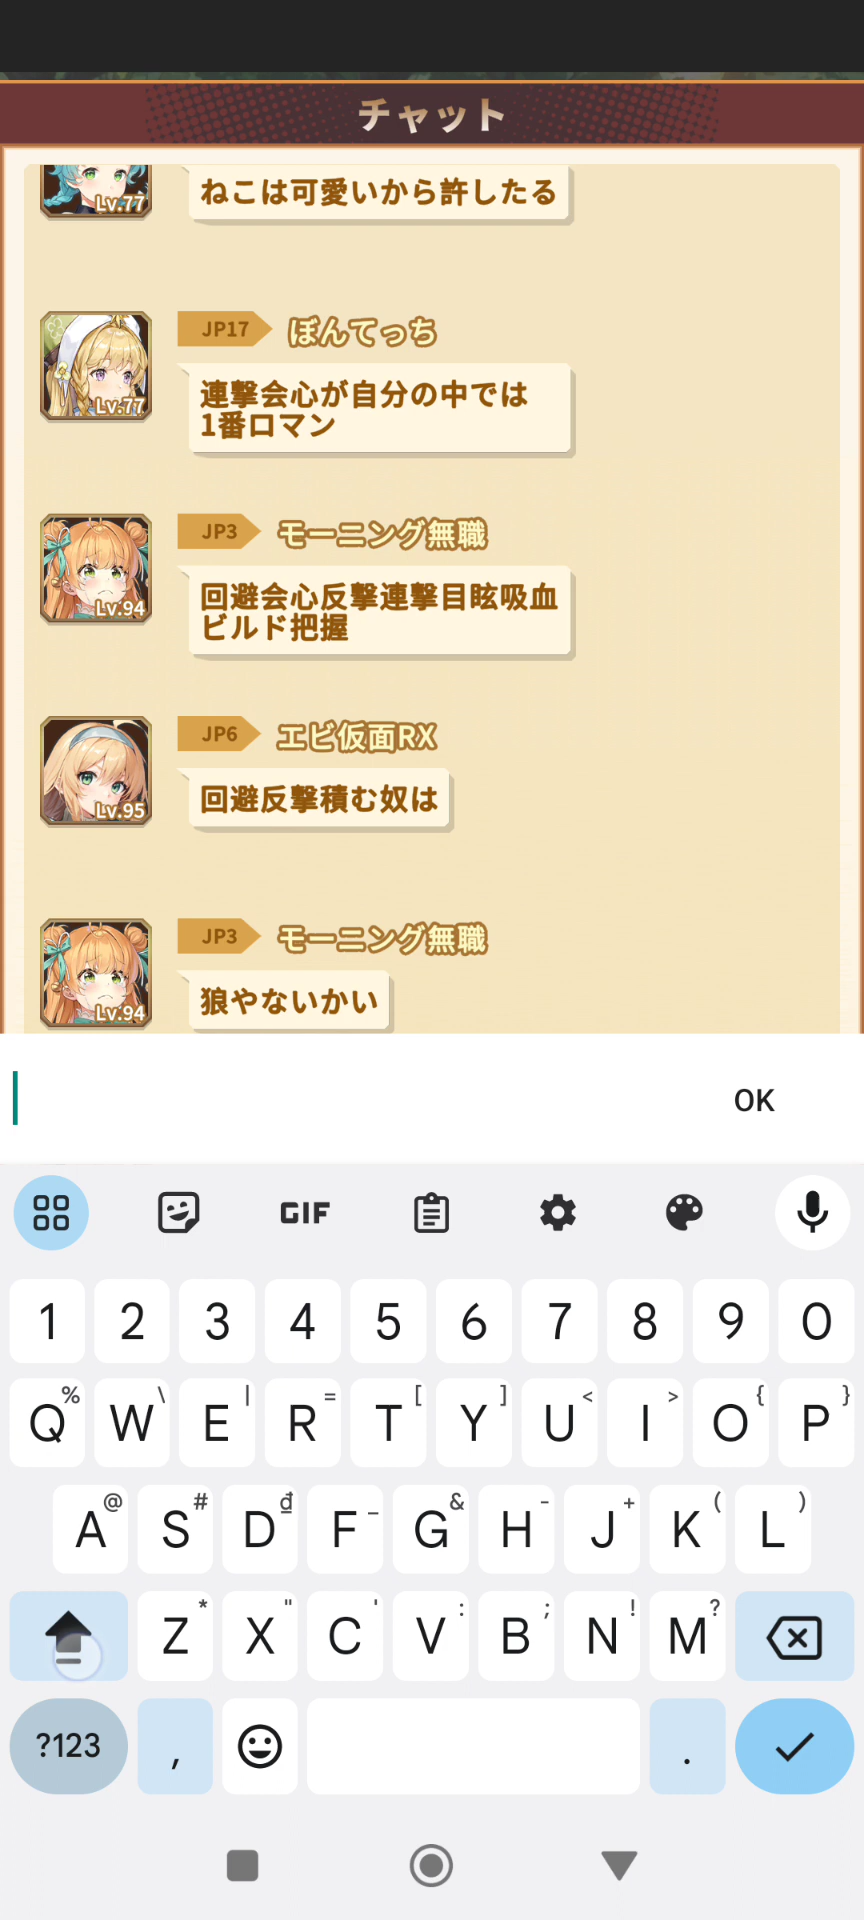 チャット
Lv.77
ねこは可愛いから許したる
JP17 ぼんてっち
Lv.77
連撃会心が自分の中では
1番ロマン
JP3 モーニング無職
Lv.94
回避会心反撃連撃目眩吸血
ビルド把握
JP6 エビ仮面RX
Lv.95
回避反撃積む奴は
JP3 モーニング無職
Lv.94
狼やないかい
OK
GIF
1 2 3 4 5 6 7 8 9 0
Q % W \ E | R = T [ Y ] U < I > O { P }
A @ S # D ₫ F _ G & H - J + K ( L )
Z * X " C ' V : B ; N ! M ?
?123 , .